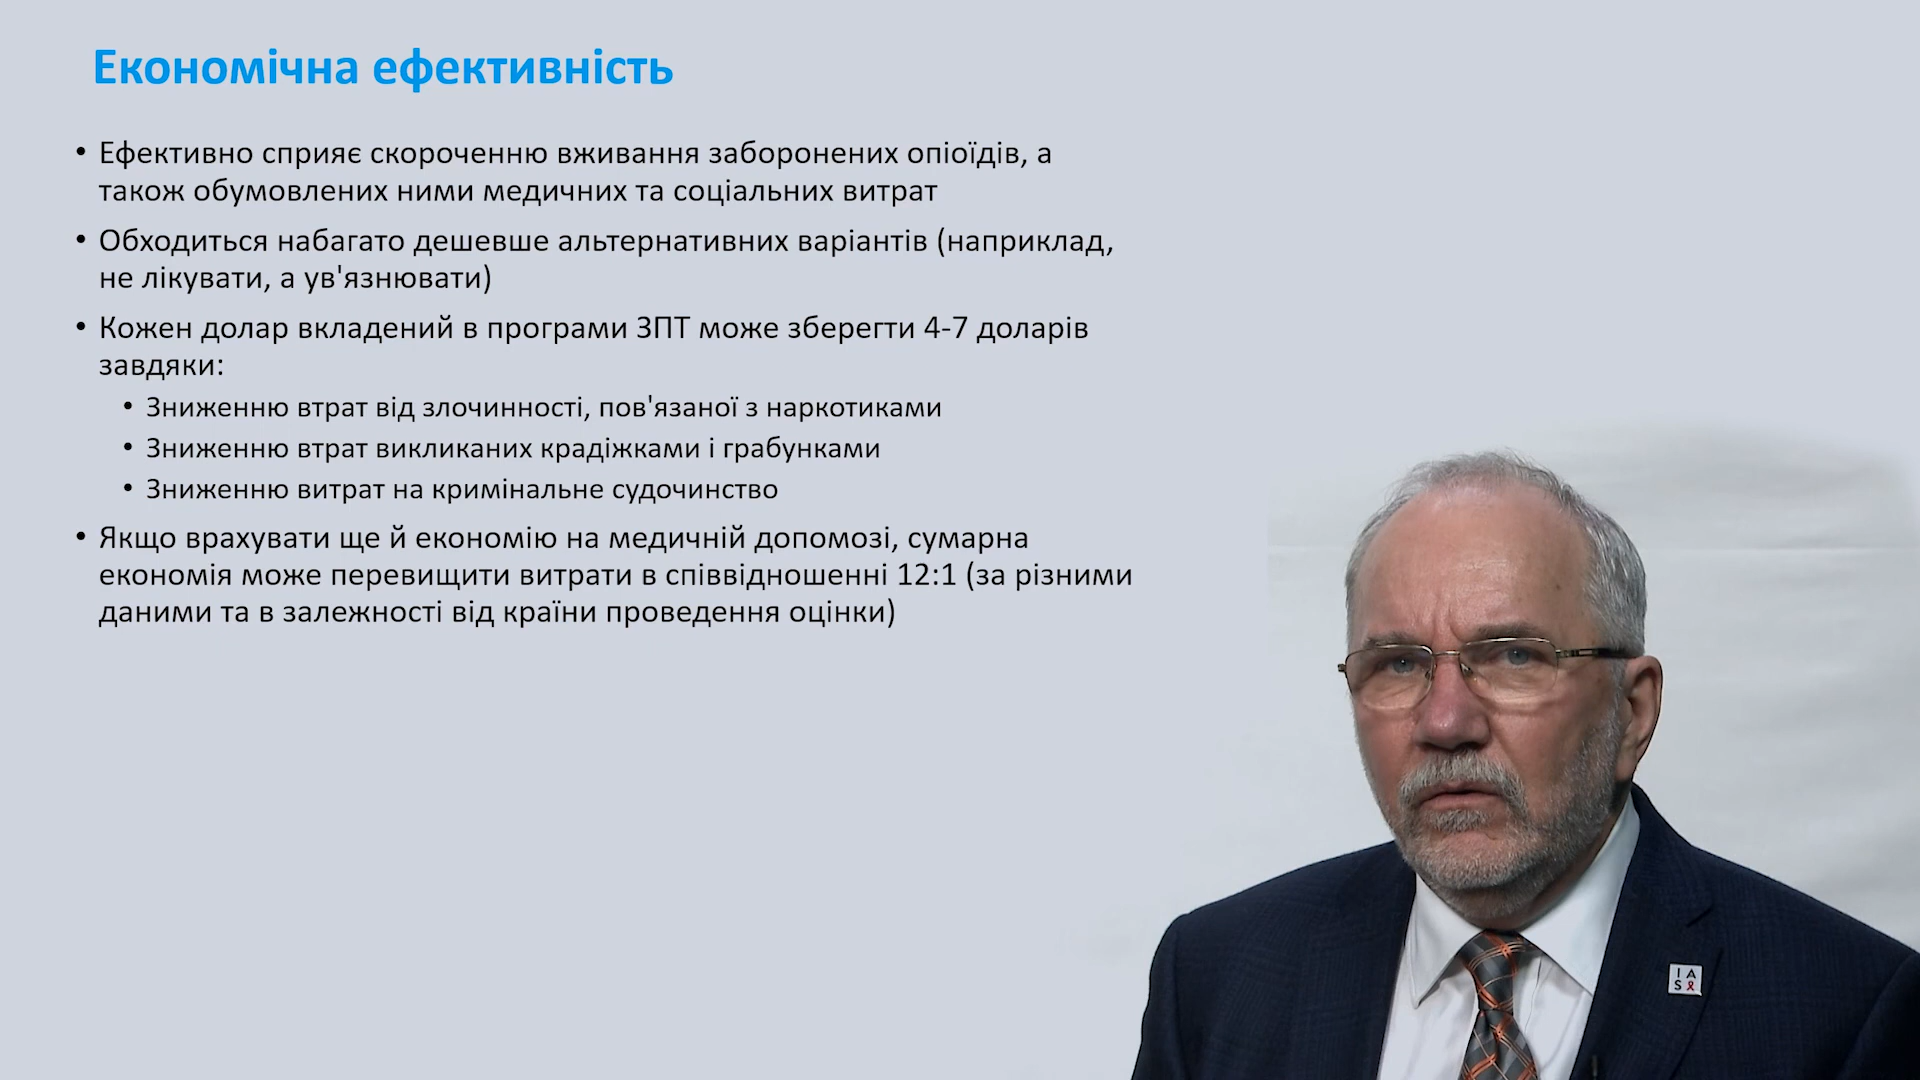 Економічна ефективність
• Ефективно сприяє скороченню вживання заборонених опіоїдів, а
також обумовлених ними медичних та соціальних витрат
• Обходиться набагато дешевше альтернативних варіантів (наприклад,
не лікувати, а ув'язнювати)
• Кожен долар вкладений в програми ЗПТ може зберегти 4-7 доларів
завдяки:
• Зниженню втрат від злочинності, пов'язаної з наркотиками
• Зниженню втрат викликаних крадіжками і грабунками
• Зниженню витрат на кримінальне судочинство
• Якщо врахувати ще й економію на медичній допомозі, сумарна
економія може перевищити витрати в співвідношенні 12:1 (за різними
даними та в залежності від країни проведення оцінки)
I A
S